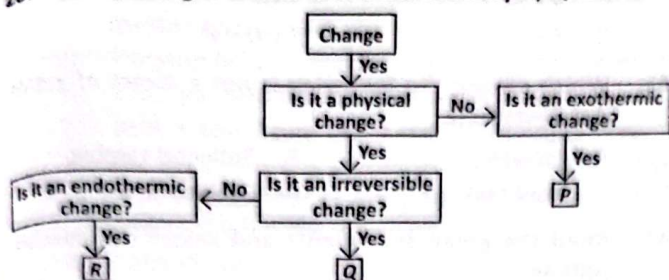 Change
Yes
Is it a physical
change?
No
Is it an exothermic
change?
Yes
Yes
P
Is it an endothermic
change?
No
Is it an irreversible
change?
Yes
Yes
R
Q